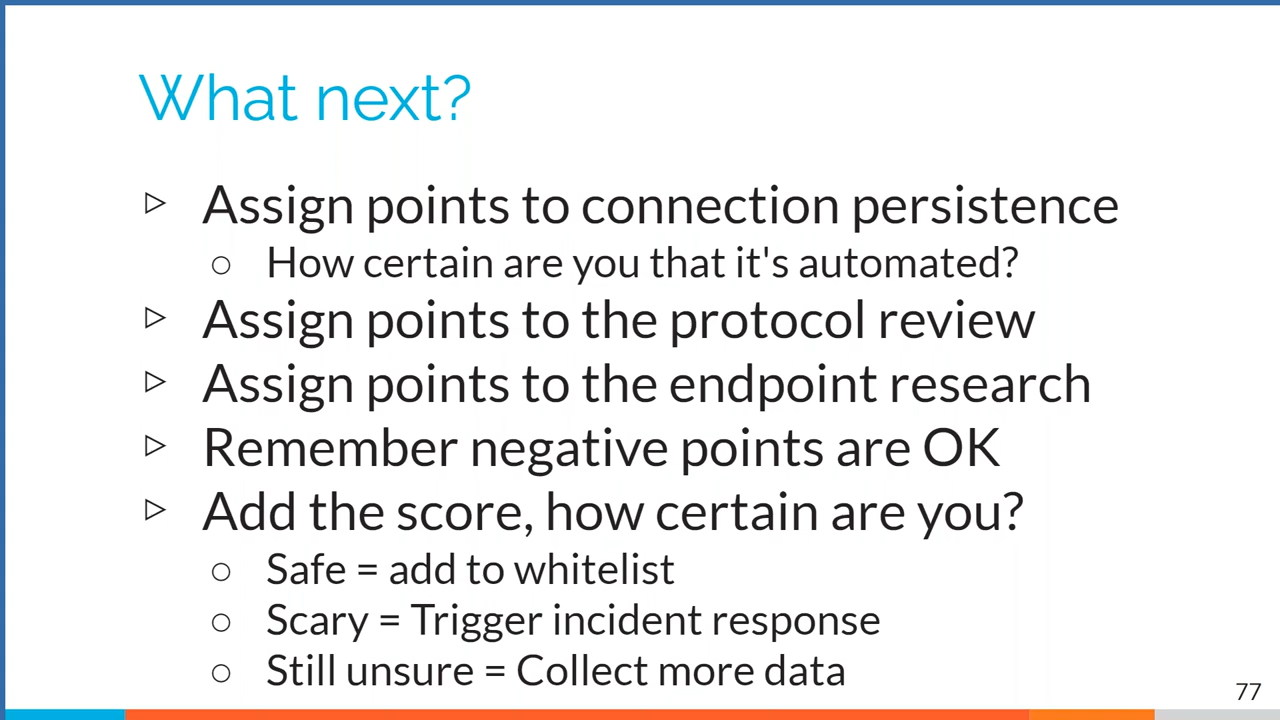 What next?
▷ Assign points to connection persistence
○ How certain are you that it's automated?
▷ Assign points to the protocol review
▷ Assign points to the endpoint research
▷ Remember negative points are OK
▷ Add the score, how certain are you?
○ Safe = add to whitelist
○ Scary = Trigger incident response
○ Still unsure = Collect more data
77